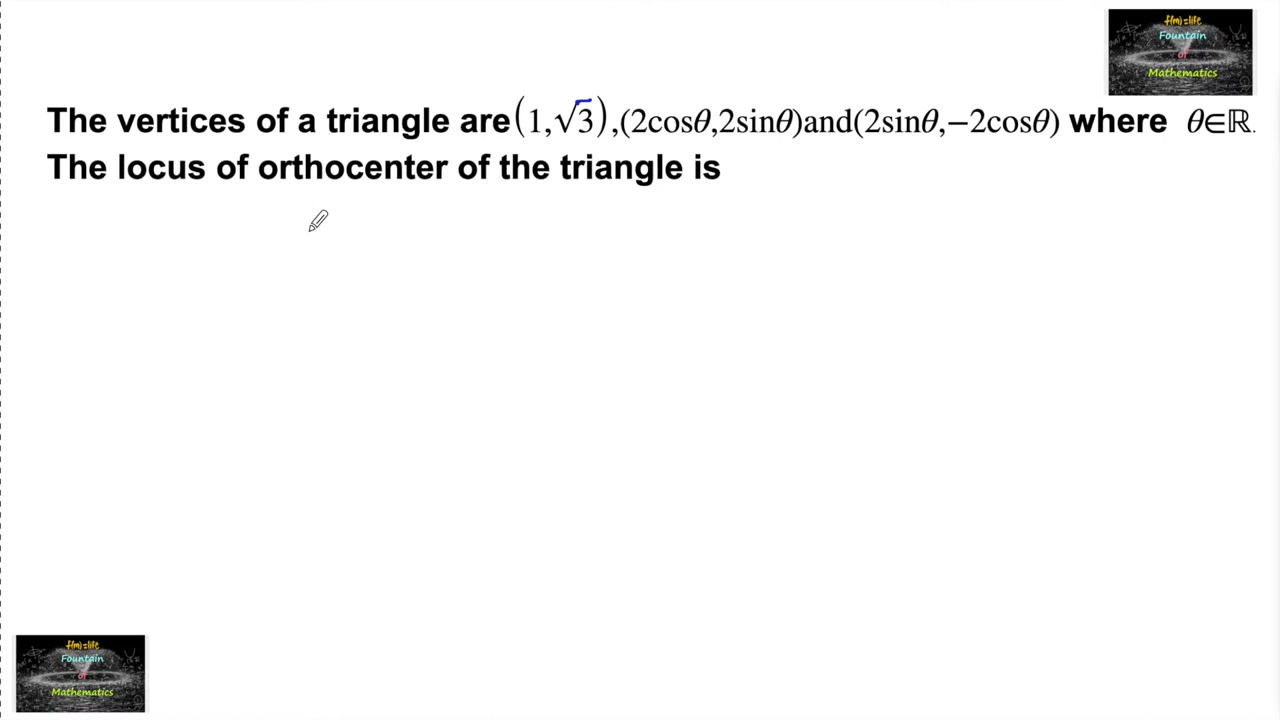 f(m)=life
Fountain
of
Mathematics
The vertices of a triangle are (1,√3),(2cosθ,2sinθ)and(2sinθ,−2cosθ) where θ∈ℝ.
The locus of orthocenter of the triangle is
f(m)=life
Fountain
of
Mathematics